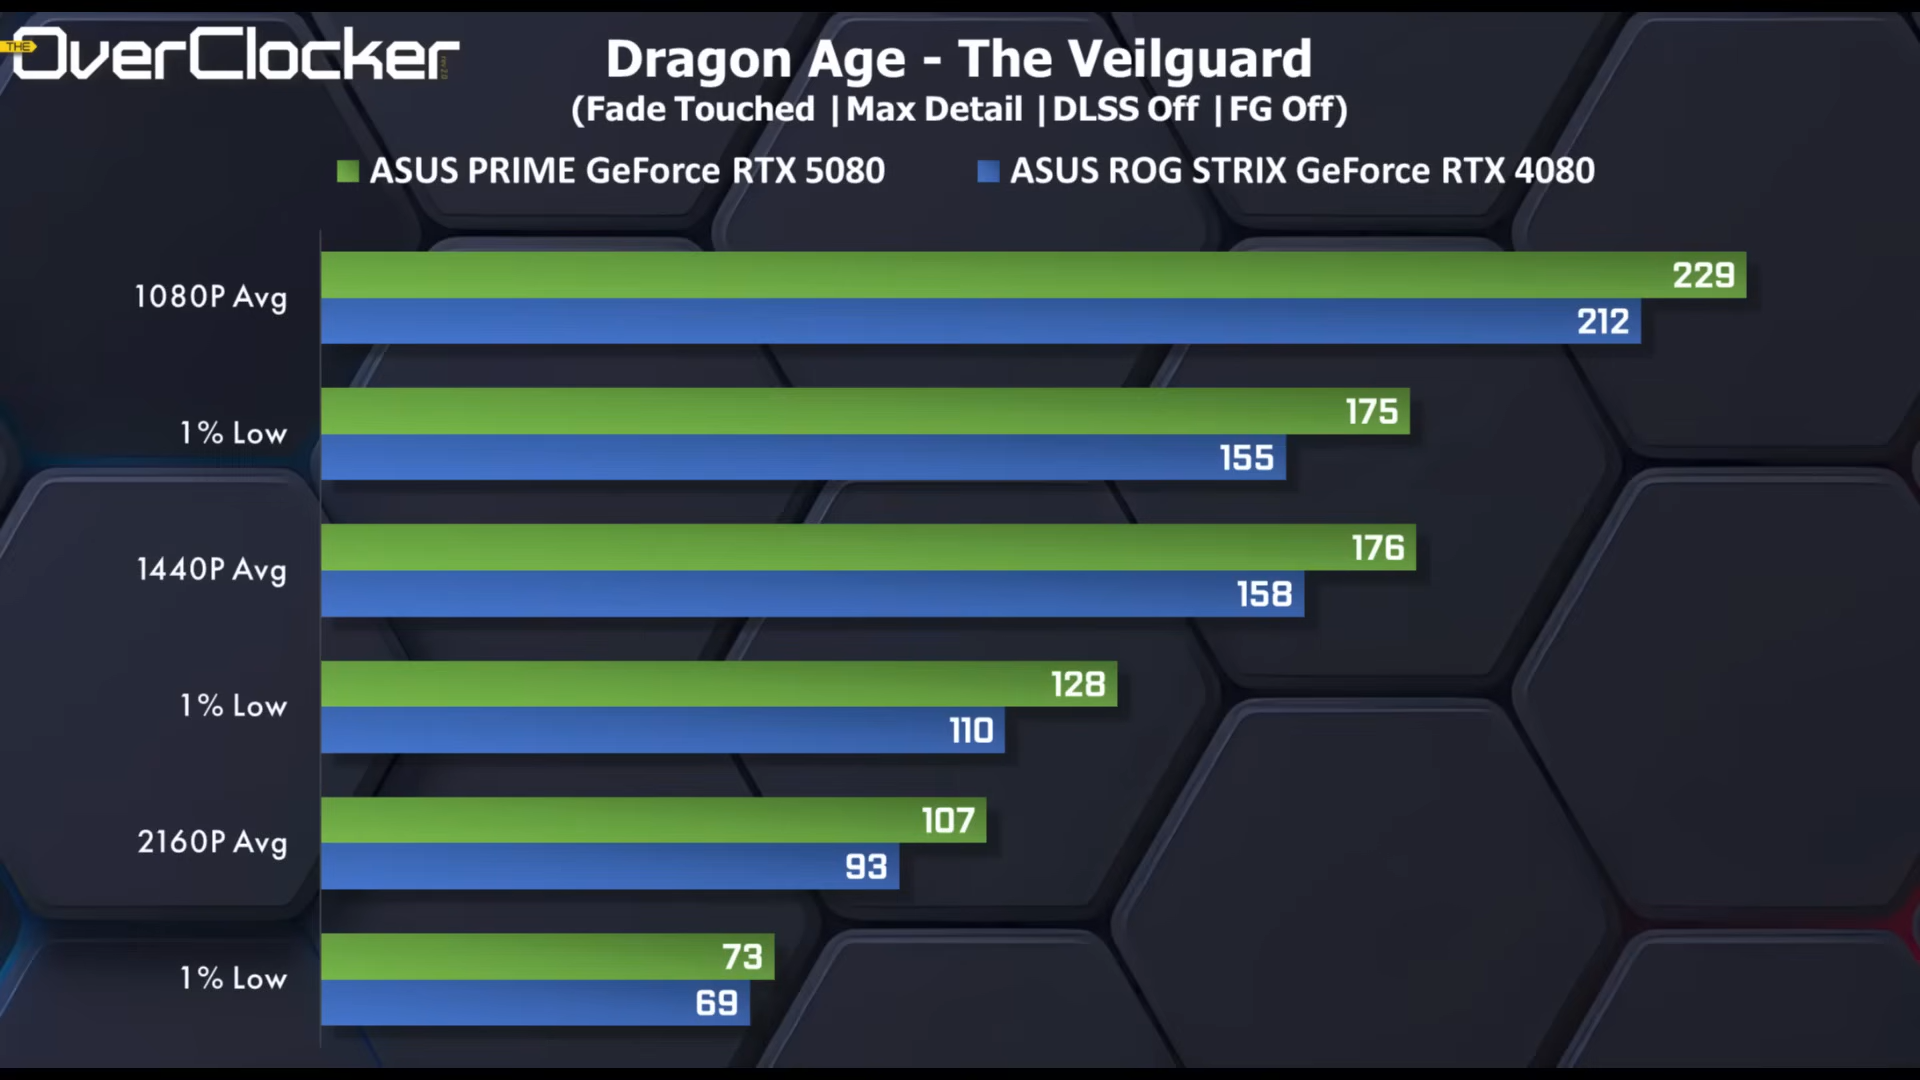 THE OverClocker
Dragon Age - The Veilguard
(Fade Touched |Max Detail |DLSS Off |FG Off)
ASUS PRIME GeForce RTX 5080
ASUS ROG STRIX GeForce RTX 4080
1080P Avg
229
212
1% Low
175
155
1440P Avg
176
158
1% Low
128
110
2160P Avg
107
93
1% Low
73
69